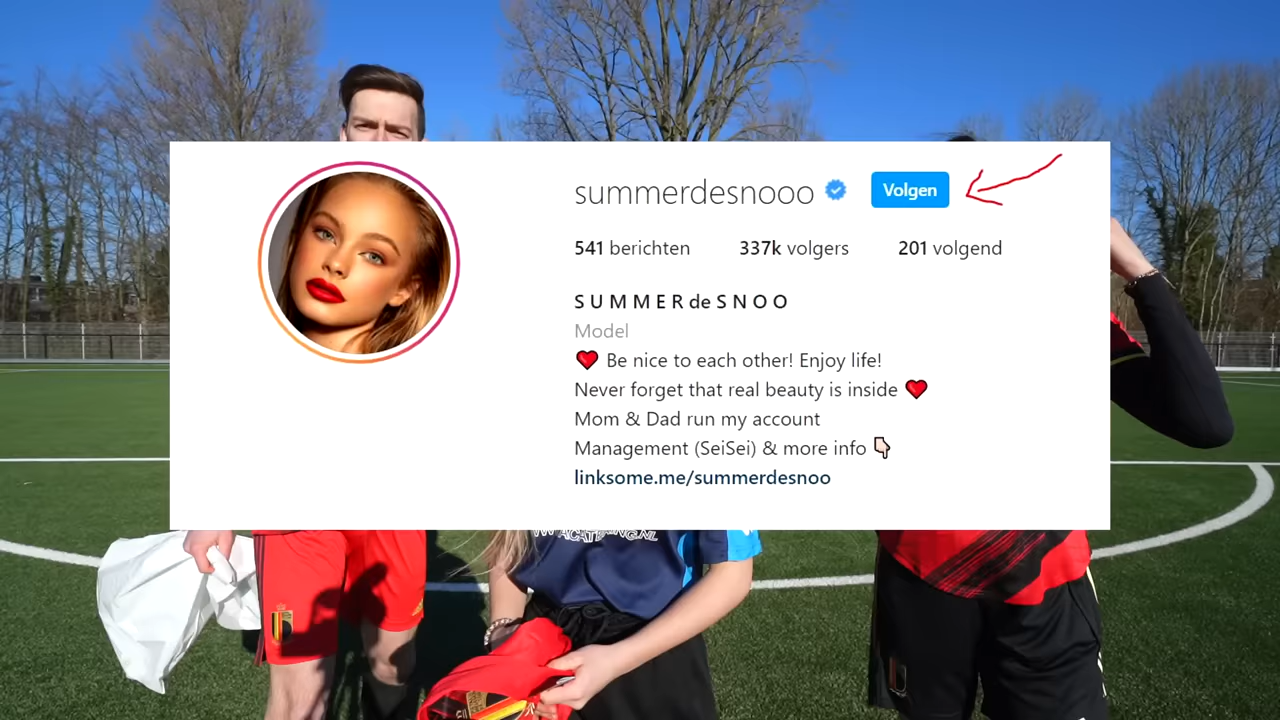 summerdesnooo
Volgen
541 berichten 337k volgers 201 volgend
S U M M E R de S N O O
Model
❤️ Be nice to each other! Enjoy life!
Never forget that real beauty is inside ❤️
Mom & Dad run my account
Management (SeiSei) & more info 👇🏻
linksome.me/summerdesnoo